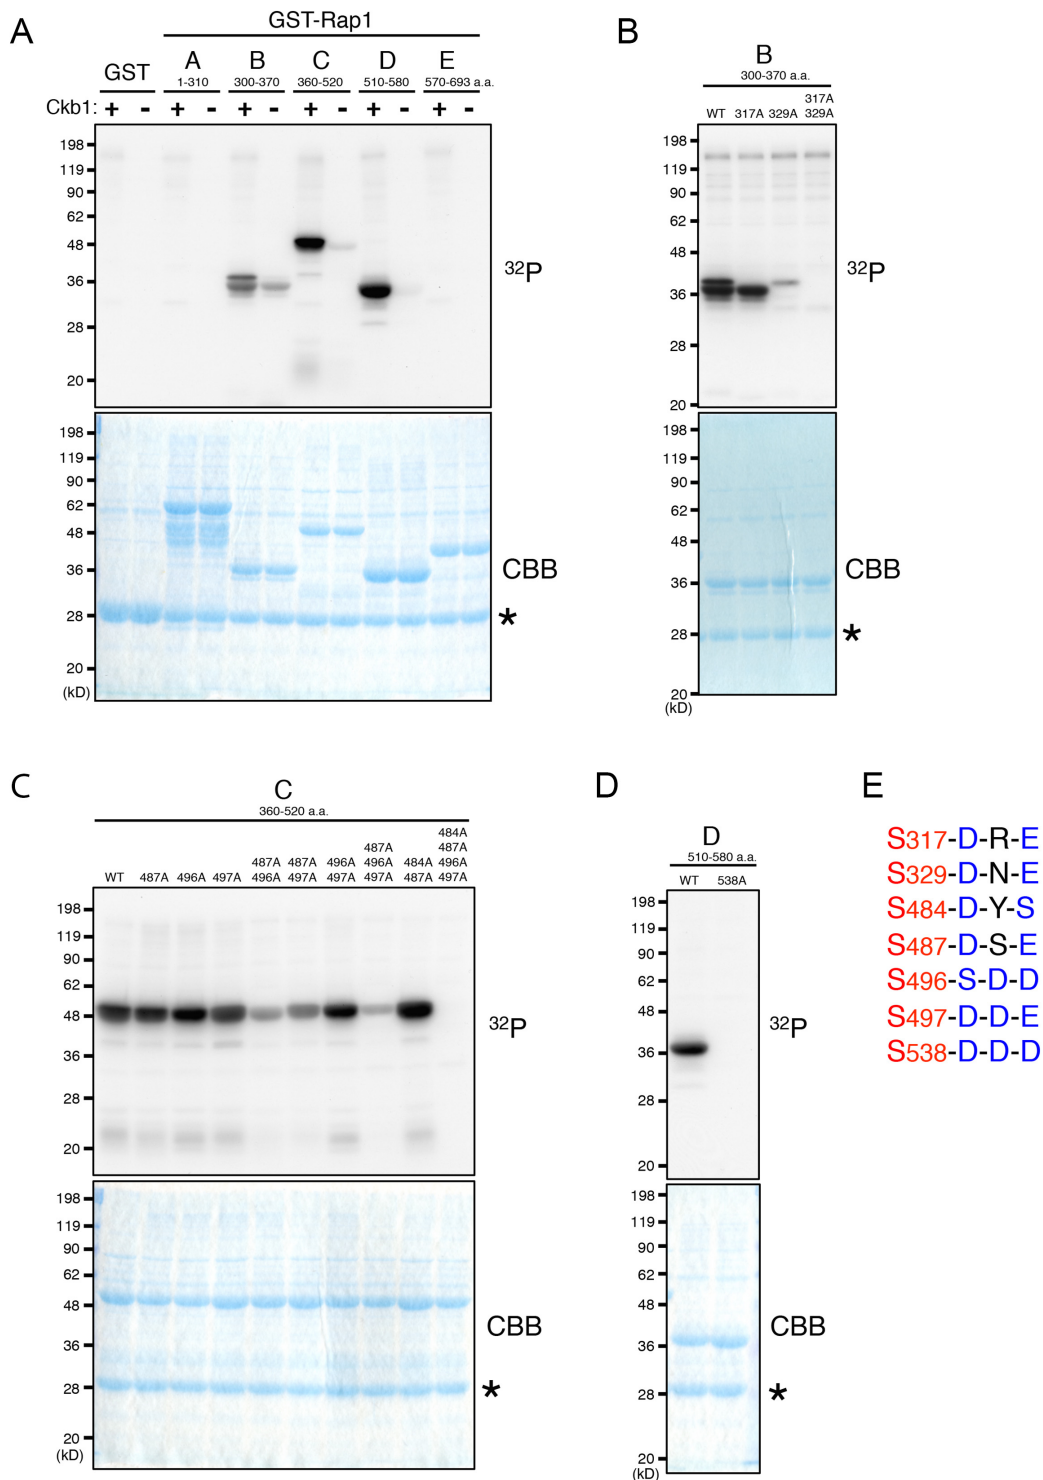 A
GST-Rap1
GST
A
B
C
D
E
1-310
300-370
360-520
510-580
570-693 a.a.
Ckb1: + - + - + - + - + - + -
198
119
90
62
48
36
28
20
32P
198
119
90
62
48
36
28
20
(kD)
CBB
*
B
B
300-370 a.a.
WT
317A
329A
317A
329A
198
119
90
62
48
36
28
20
32P
198
119
90
62
48
36
28
20
(kD)
CBB
*
C
C
360-520 a.a.
WT
487A
496A
497A
487A
496A
487A
497A
496A
497A
487A
496A
497A
484A
487A
484A
487A
496A
497A
198
119
90
62
48
36
28
20
32P
198
119
90
62
48
36
28
20
(kD)
CBB
*
D
D
510-580 a.a.
WT
538A
198
119
90
62
48
36
28
20
32P
198
119
90
62
48
36
28
20
(kD)
CBB
*
E
S317-D-R-E
S329-D-N-E
S484-D-Y-S
S487-D-S-E
S496-S-D-D
S497-D-D-E
S538-D-D-D